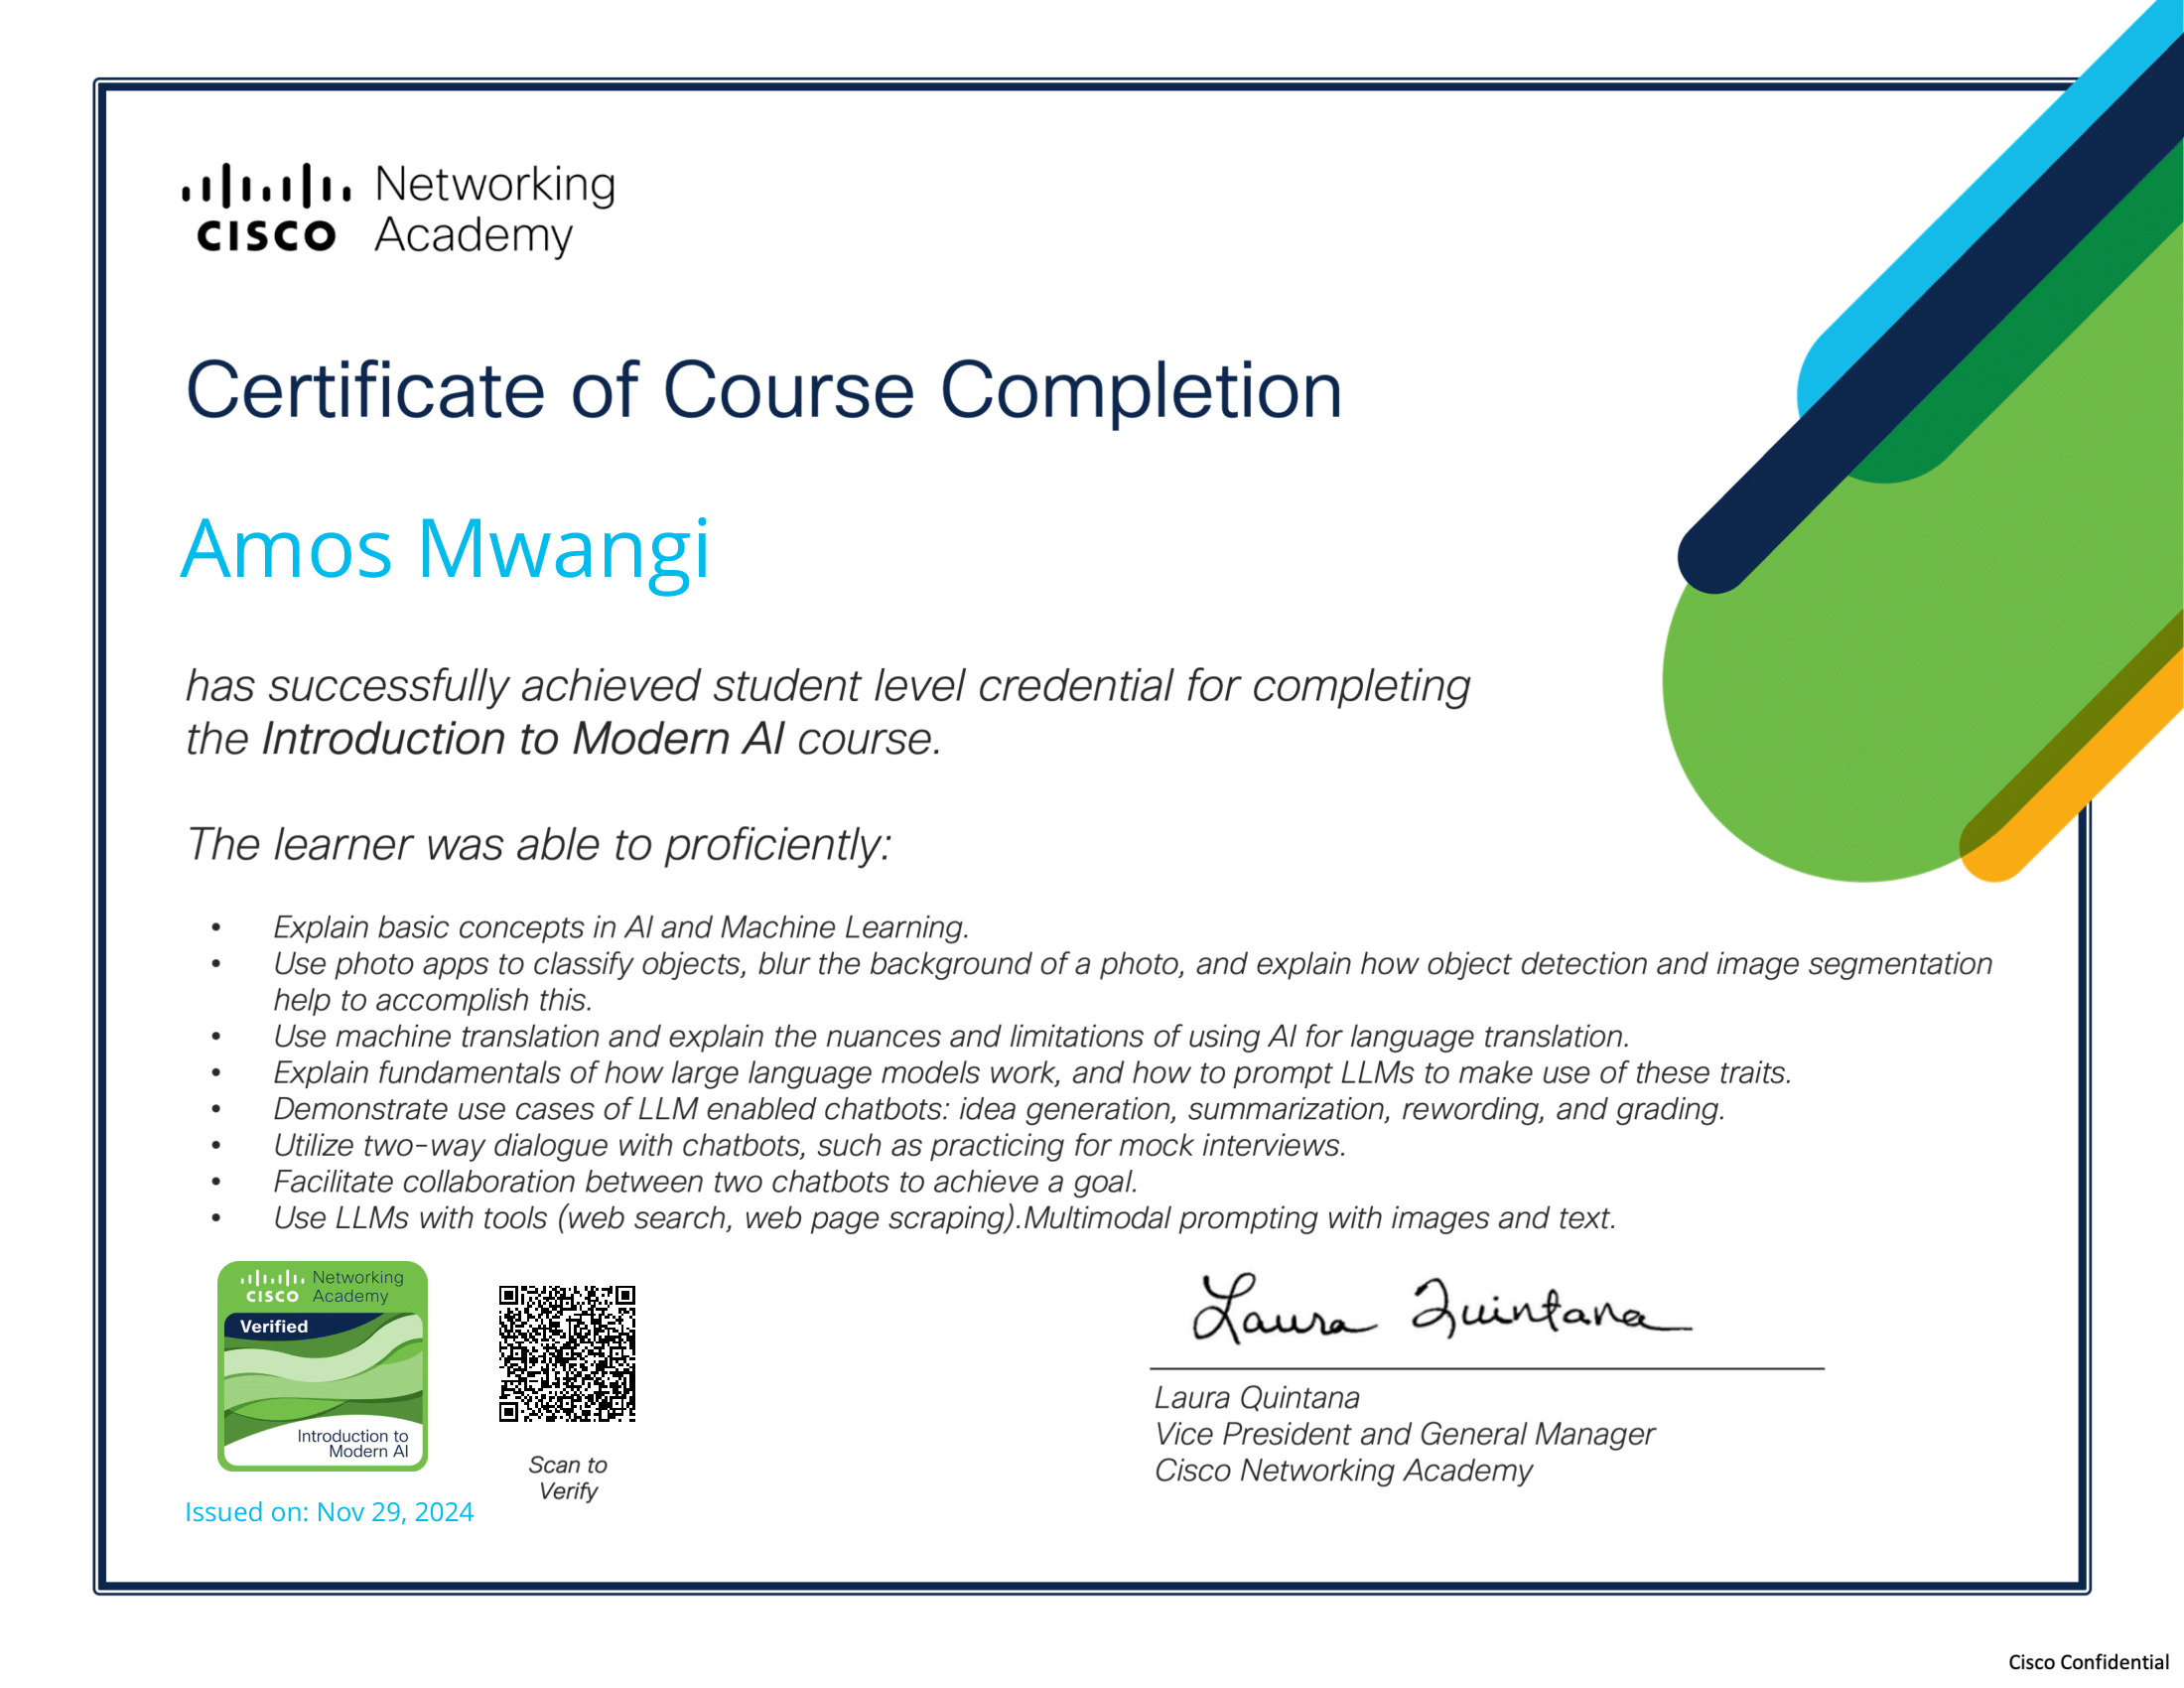 CISCO Networking
Academy
Certificate of Course Completion
Amos Mwangi
has successfully achieved student level credential for completing
the Introduction to Modern AI course.
The learner was able to proficiently:
• Explain basic concepts in AI and Machine Learning.
• Use photo apps to classify objects, blur the background of a photo, and explain how object detection and image segmentation
help to accomplish this.
• Use machine translation and explain the nuances and limitations of using AI for language translation.
• Explain fundamentals of how large language models work, and how to prompt LLMs to make use of these traits.
• Demonstrate use cases of LLM enabled chatbots: idea generation, summarization, rewording, and grading.
• Utilize two-way dialogue with chatbots, such as practicing for mock interviews.
• Facilitate collaboration between two chatbots to achieve a goal.
• Use LLMs with tools (web search, web page scraping).Multimodal prompting with images and text.
CISCO Networking
Academy
Verified
Introduction to
Modern AI
Scan to
Verify
Issued on: Nov 29, 2024
Laura Quintana
Laura Quintana
Vice President and General Manager
Cisco Networking Academy
Cisco Confidential